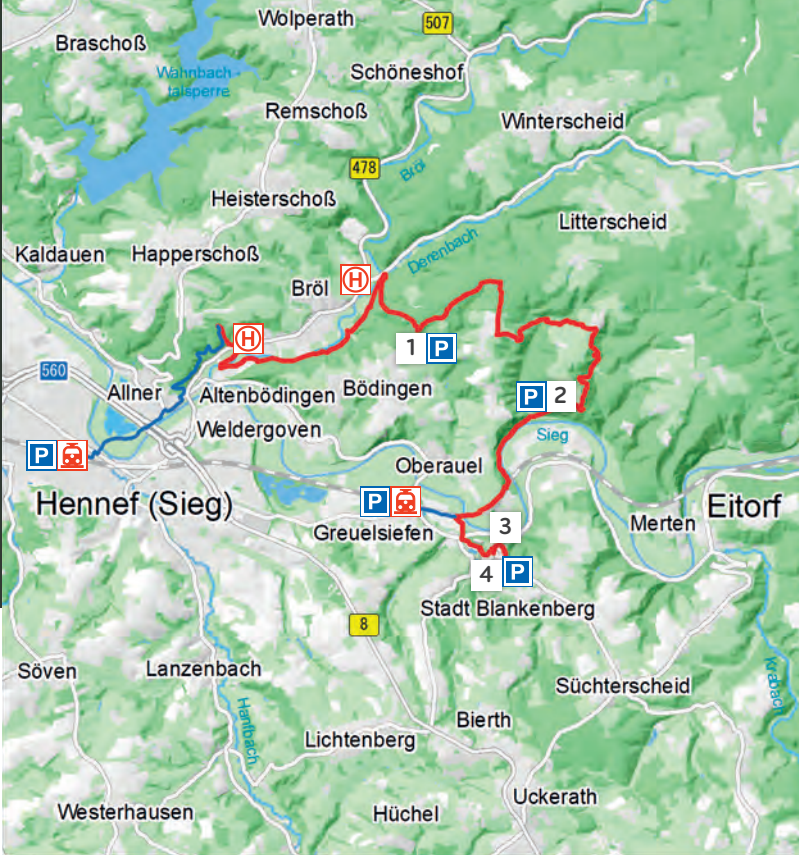 Wolperath
507
Braschoß
Wahnbach-
talsperre
Schöneshof
Remschoß
Winterscheid
478
Bröl
Heisterschoß
Litterscheid
Derenbach
Kaldauen
Happerschoß
H
Bröl
H
1
P
560
Allner
Altenbödingen
Bödingen
P
2
Weldergoven
Sieg
P
Oberauel
P
Hennef (Sieg)
Eitorf
3
Merten
Greuelsiefen
4
P
Stadt Blankenberg
8
Söven
Lanzenbach
Krabach
Süchterscheid
Hanfbach
Bierth
Lichtenberg
Uckerath
Westerhausen
Hüchel